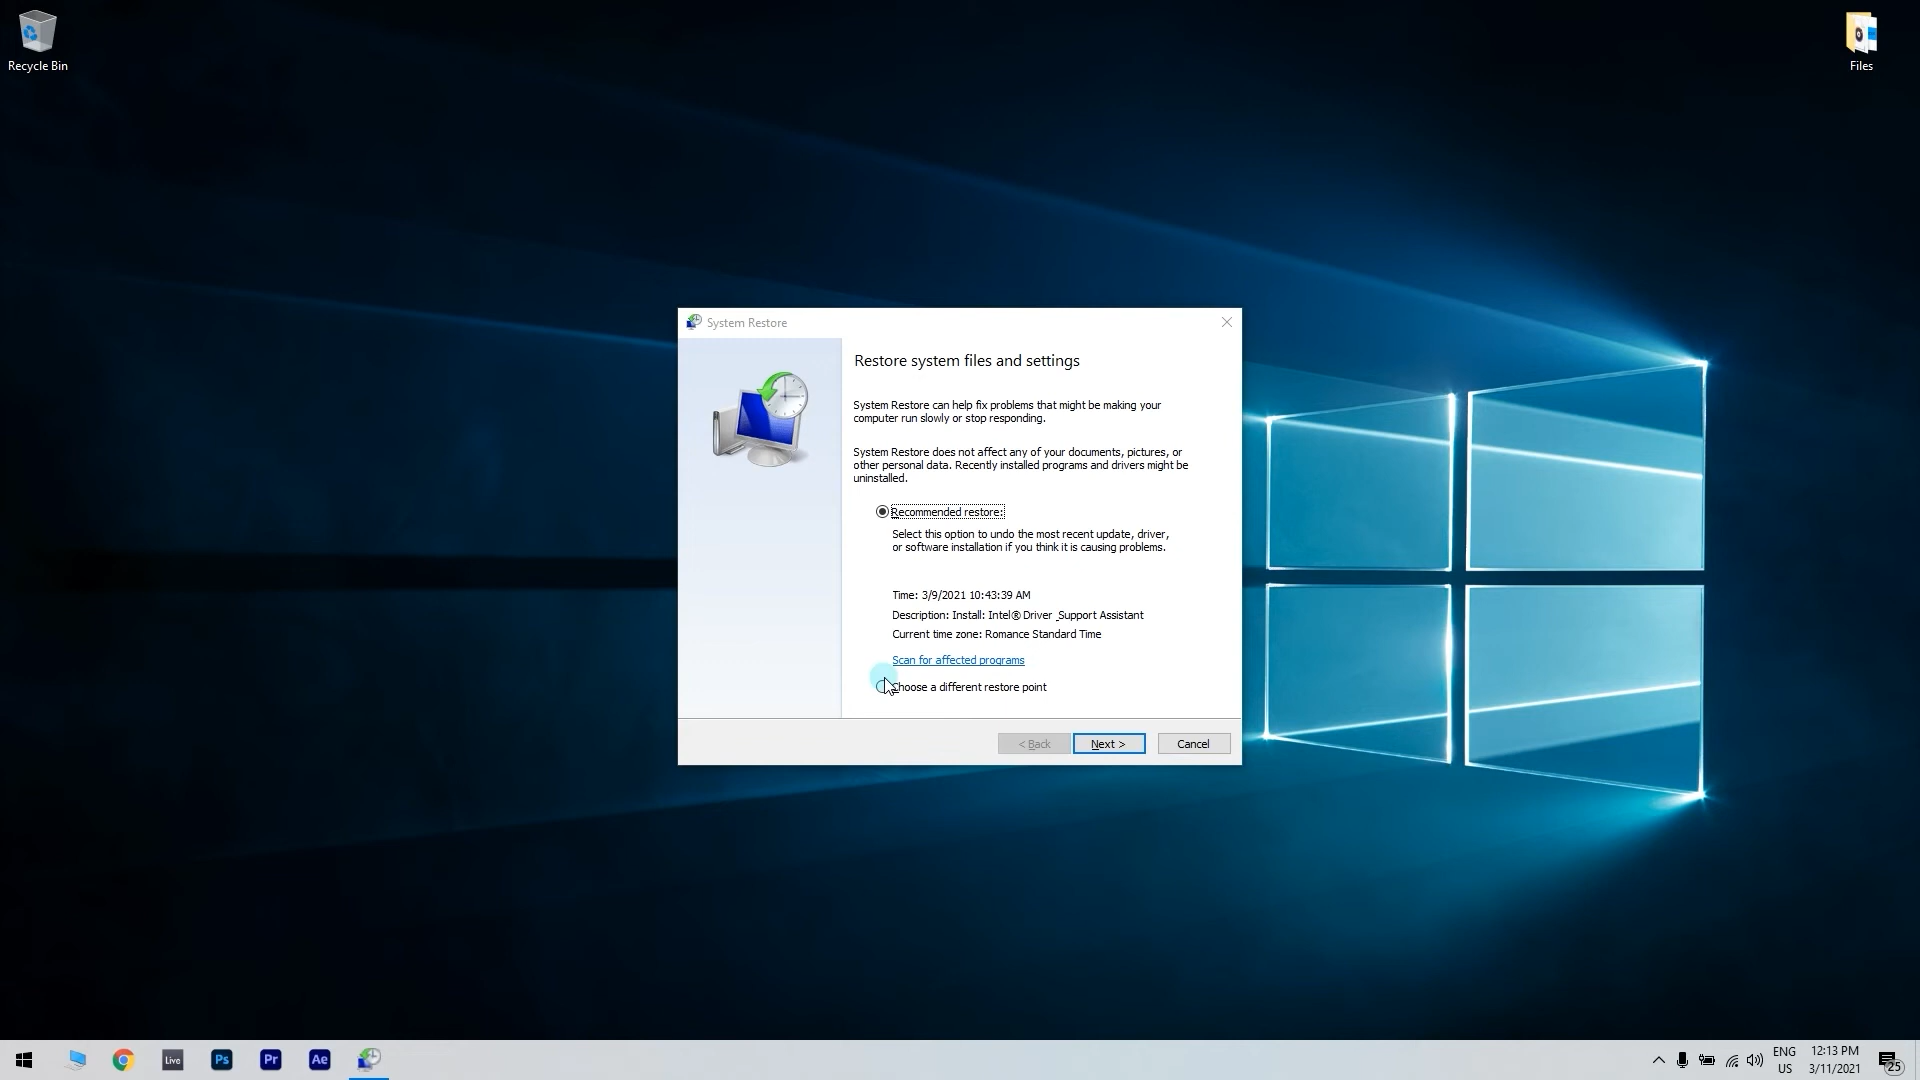 Recycle Bin
Files
System Restore
Restore system files and settings
System Restore can help fix problems that might be making your
computer run slowly or stop responding.
System Restore does not affect any of your documents, pictures, or
other personal data. Recently installed programs and drivers might be
uninstalled.
Recommended restore:
Select this option to undo the most recent update, driver,
or software installation if you think it is causing problems.
Time: 3/9/2021 10:43:39 AM
Description: Install: Intel® Driver _Support Assistant
Current time zone: Romance Standard Time
Scan for affected programs
Choose a different restore point
< Back
Next >
Cancel
Live
Ps
Pr
Ae
ENG
US
12:13 PM
3/11/2021
25